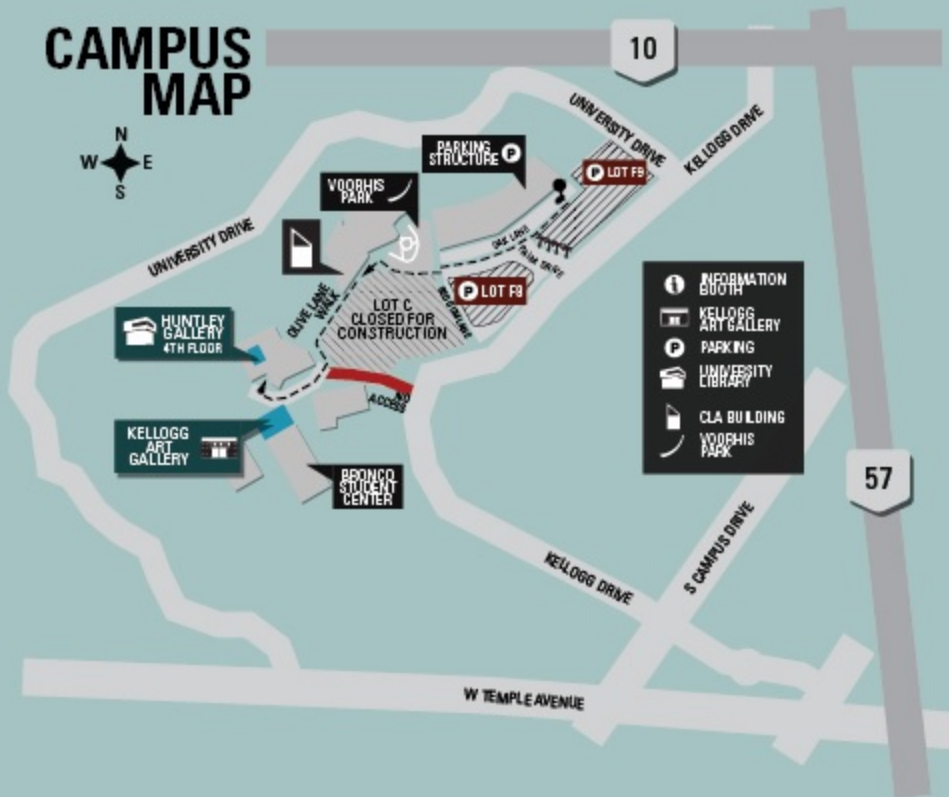 CAMPUS
MAP
10
N
W E
S
UNIVERSITY DRIVE
KELLOGG DRIVE
PARKING
STRUCTURE P
P LOT F9
VOORHIS
PARK
UNIVERSITY DRIVE
OAK LANE
P LOT F8
OLIVE LANE
WALK
LOT C
CLOSED FOR
CONSTRUCTION
HUNTLEY
GALLERY
4TH FLOOR
NO
ACCESS
KELLOGG
ART
GALLERY
BRONCO
STUDENT
CENTER
INFORMATION
BOOTH
KELLOGG
ART GALLERY
P PARKING
UNIVERSITY
LIBRARY
CLA BUILDING
VOORHIS
PARK
57
S CAMPUS DRIVE
KELLOGG DRIVE
W TEMPLE AVENUE